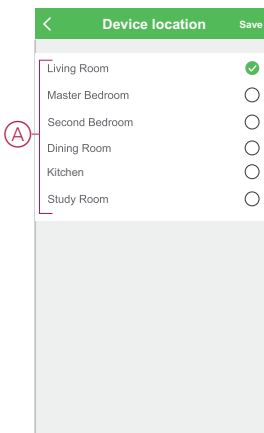 Device location
Save
Living Room
Master Bedroom
Second Bedroom
A
Dining Room
Kitchen
Study Room